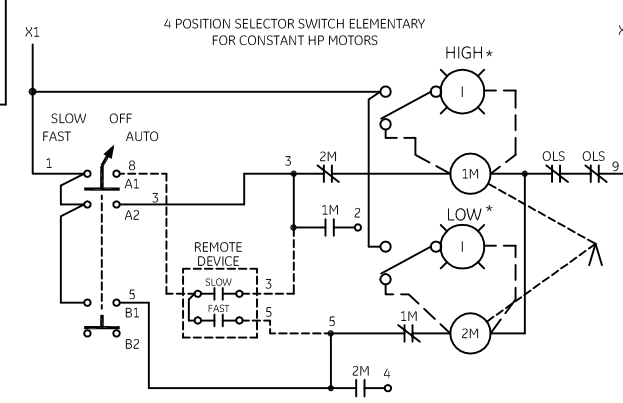 4 POSITION SELECTOR SWITCH ELEMENTARY
FOR CONSTANT HP MOTORS
X1
X
HIGH*
I
SLOW OFF
FAST AUTO
1
8
A1
3
A2
3
2M
1M
OLS OLS
9
1M 2
LOW*
I
REMOTE
DEVICE
SLOW
3
FAST
5
5
B1
B2
5
1M
2M
2M 4